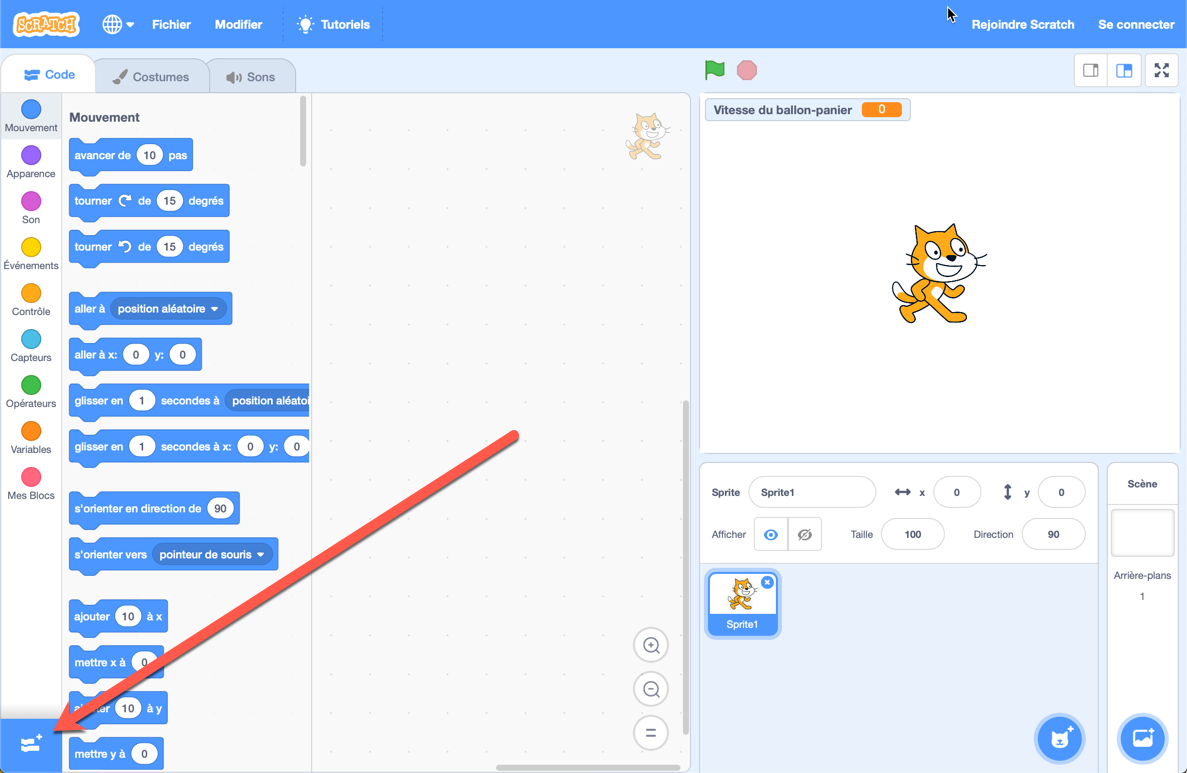 SCRATCH
Fichier
Modifier
Tutoriels
Rejoindre Scratch
Se connecter
Code
Costumes
Sons
Mouvement
Apparence
Son
Événements
Contrôle
Capteurs
Opérateurs
Variables
Mes Blocs
Mouvement
avancer de 10 pas
tourner de 15 degrés
tourner de 15 degrés
aller à position aléatoire
aller à x: 0 y: 0
glisser en 1 secondes à position aléatoi
glisser en 1 secondes à x: 0 y: 0
s'orienter en direction de 90
s'orienter vers pointeur de souris
ajouter 10 à x
mettre x à 0
10 à y
mettre y à 0
Vitesse du ballon-panier 0
Sprite Sprite1 x 0 y 0
Afficher Taille 100 Direction 90
Sprite1
Scène
Arrière-plans
1